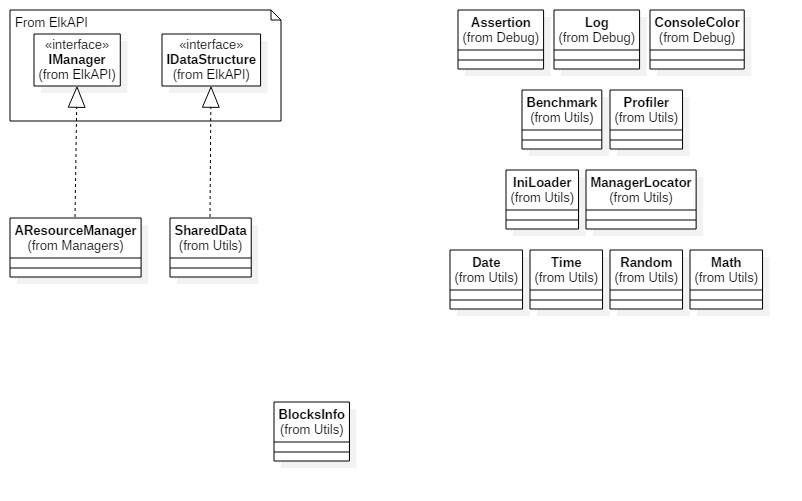 From ElkAPI
«interface»
IManager
(from ElkAPI)
«interface»
IDataStructure
(from ElkAPI)
AResourceManager
(from Managers)
SharedData
(from Utils)
BlocksInfo
(from Utils)
Assertion
(from Debug)
Log
(from Debug)
ConsoleColor
(from Debug)
Benchmark
(from Utils)
Profiler
(from Utils)
IniLoader
(from Utils)
ManagerLocator
(from Utils)
Date
(from Utils)
Time
(from Utils)
Random
(from Utils)
Math
(from Utils)